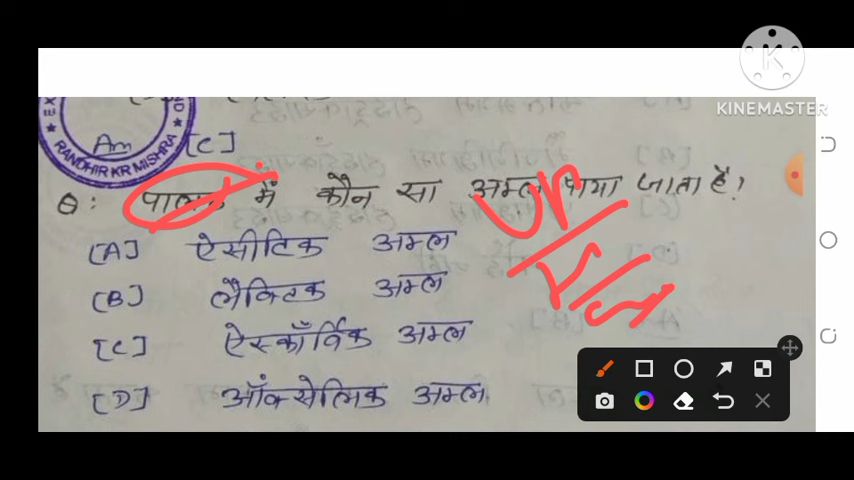 KINEMASTER
Am [C]
RANDHIR KR MISHRA
Q: पालक में कौन सा अम्ल पाया जाता है?
[A] ऐसीटिक अम्ल
[B] लैक्टिक अम्ल
[C] ऐस्कॉर्विक अम्ल
[D] ऑक्सेलिक अम्ल